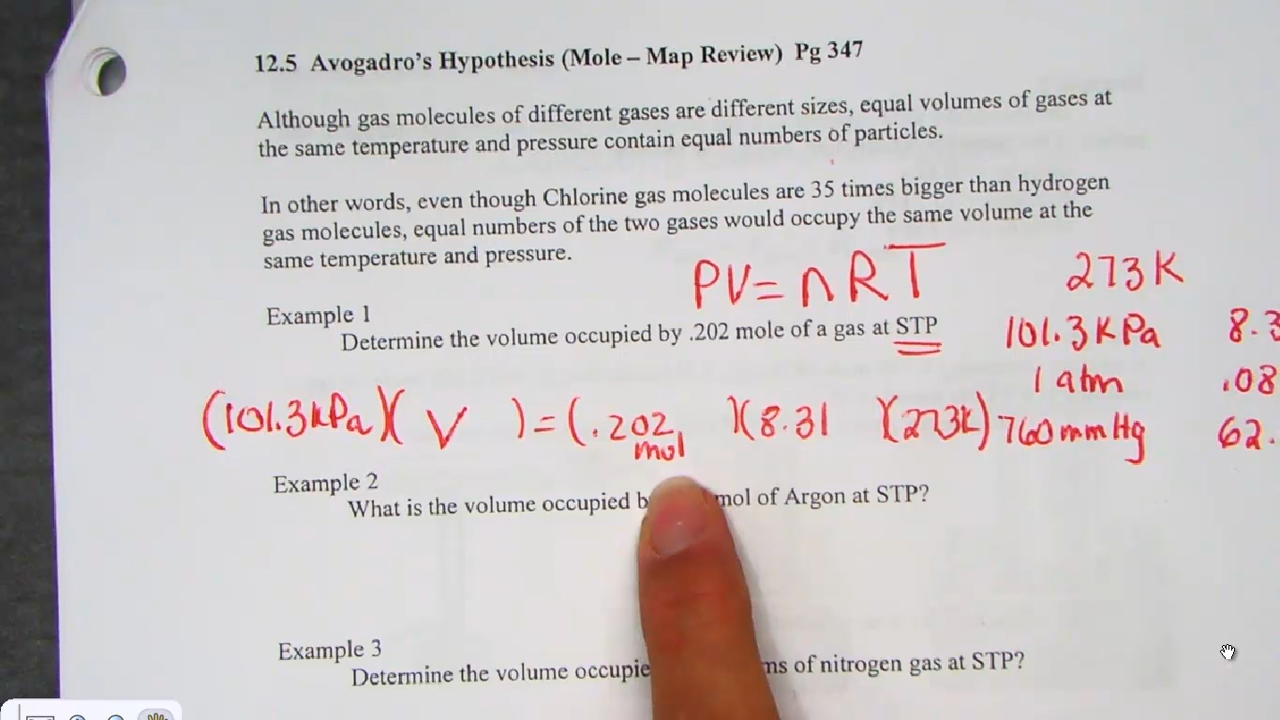 12.5 Avogadro's Hypothesis (Mole – Map Review) Pg 347
Although gas molecules of different gases are different sizes, equal volumes of gases at
the same temperature and pressure contain equal numbers of particles.
In other words, even though Chlorine gas molecules are 35 times bigger than hydrogen
gas molecules, equal numbers of the two gases would occupy the same volume at the
same temperature and pressure.
PV=nRT
273K
Example 1
Determine the volume occupied by .202 mole of a gas at STP
101.3KPa 8.3
1 atm .08
(101.3kPa)( V )=(.202 mol )(8.31 )(273K)
760mmHg 62.
Example 2
What is the volume occupied mol of Argon at STP?
Example 3
Determine the volume of nitrogen gas at STP?